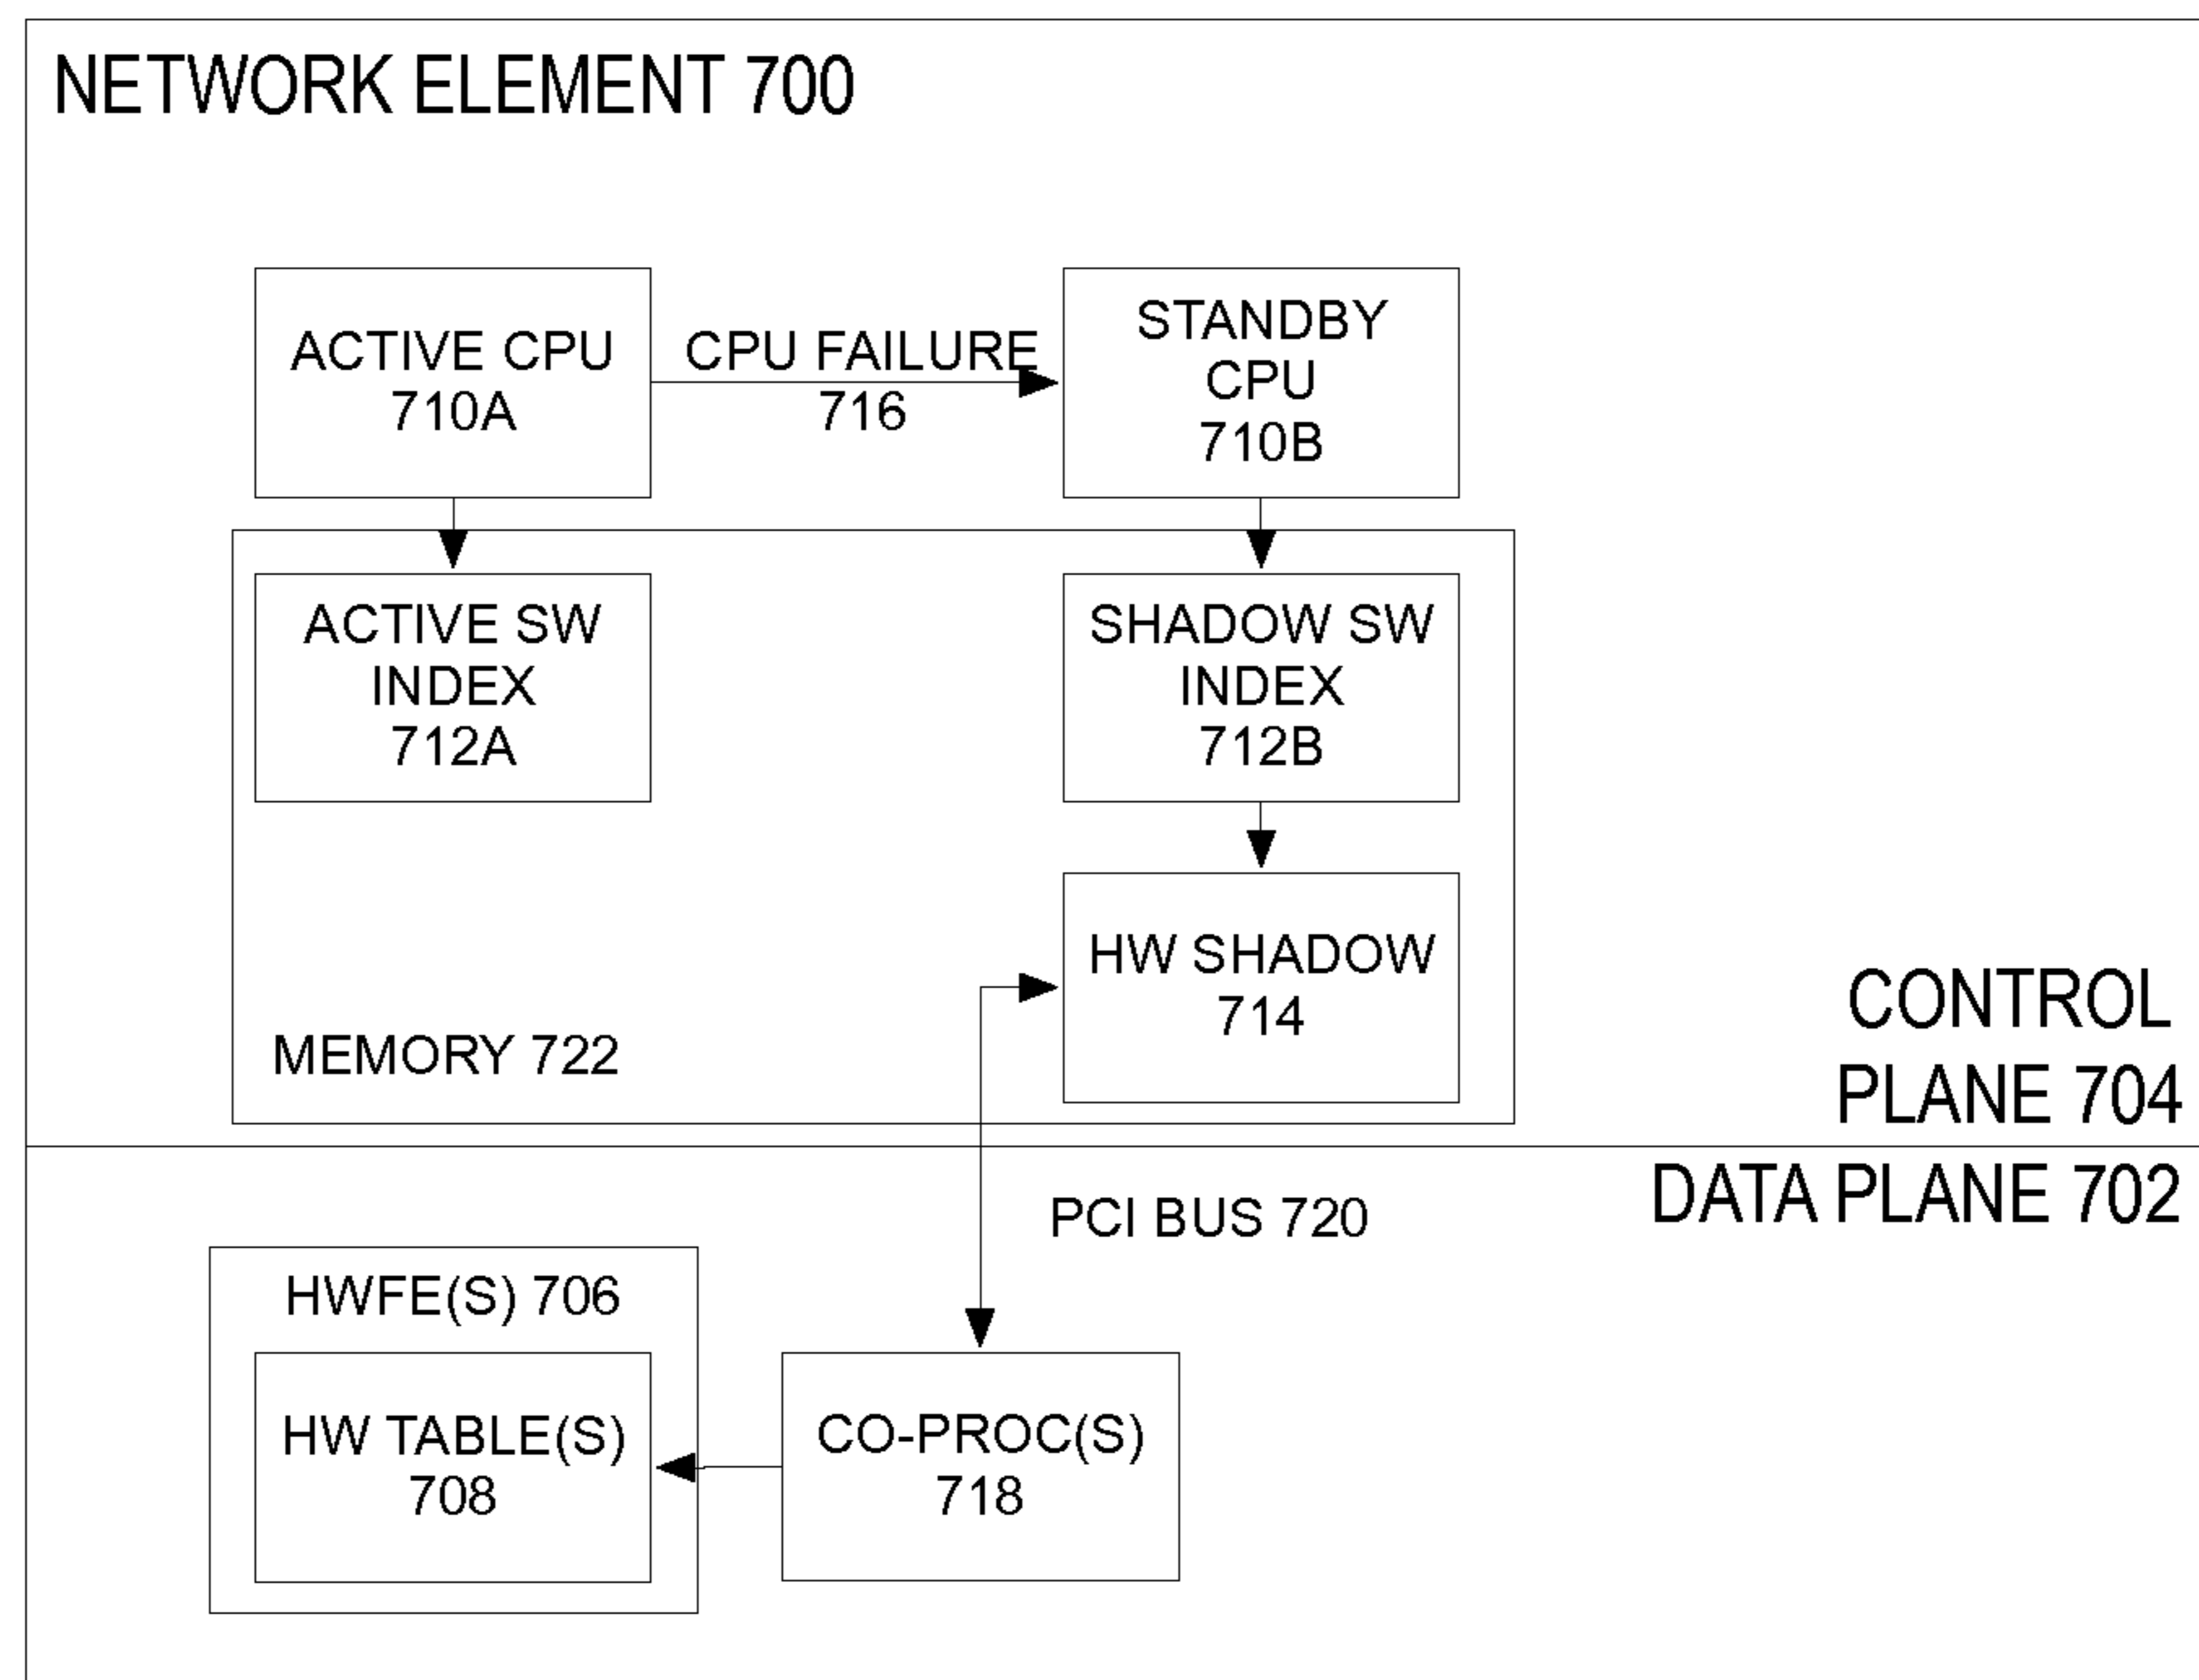 NETWORK ELEMENT 700
ACTIVE CPU
710A
CPU FAILURE
716
STANDBY
CPU
710B
ACTIVE SW
INDEX
712A
SHADOW SW
INDEX
712B
HW SHADOW
714
MEMORY 722
CONTROL
PLANE 704
DATA PLANE 702
PCI BUS 720
HWFE(S) 706
HW TABLE(S)
708
CO-PROC(S)
718